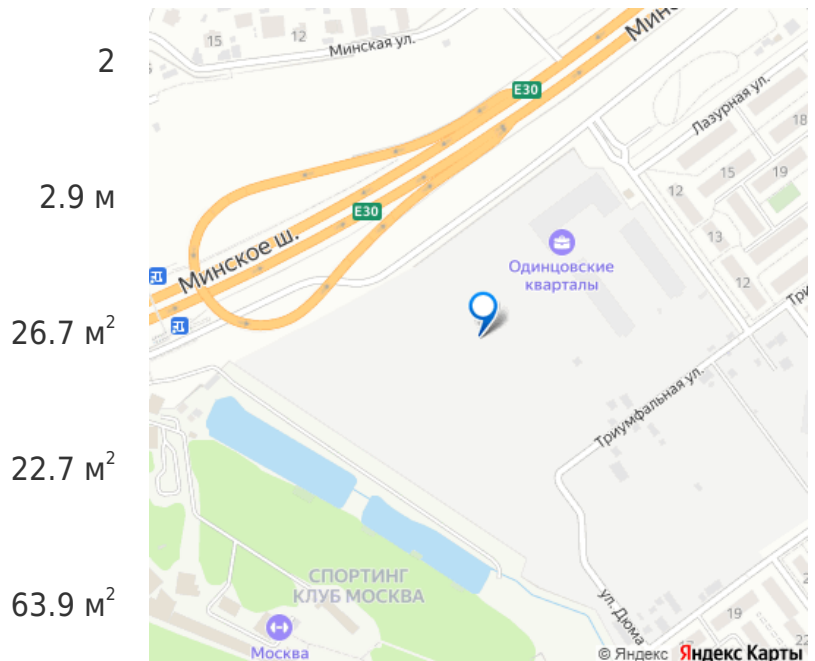 2
2.9 м
26.7 м²
22.7 м²
63.9 м²
15
12
Минская ул.
Минс
E30
Лазурная ул.
18
15
19
12
E30
Минское ш.
13
Одинцовские
кварталы
12
Три
Триумфальная ул.
СПОРТИНГ
КЛУБ МОСКВА
ул. Дюма
19
Москва
22
© Яндекс Яндекс Карты